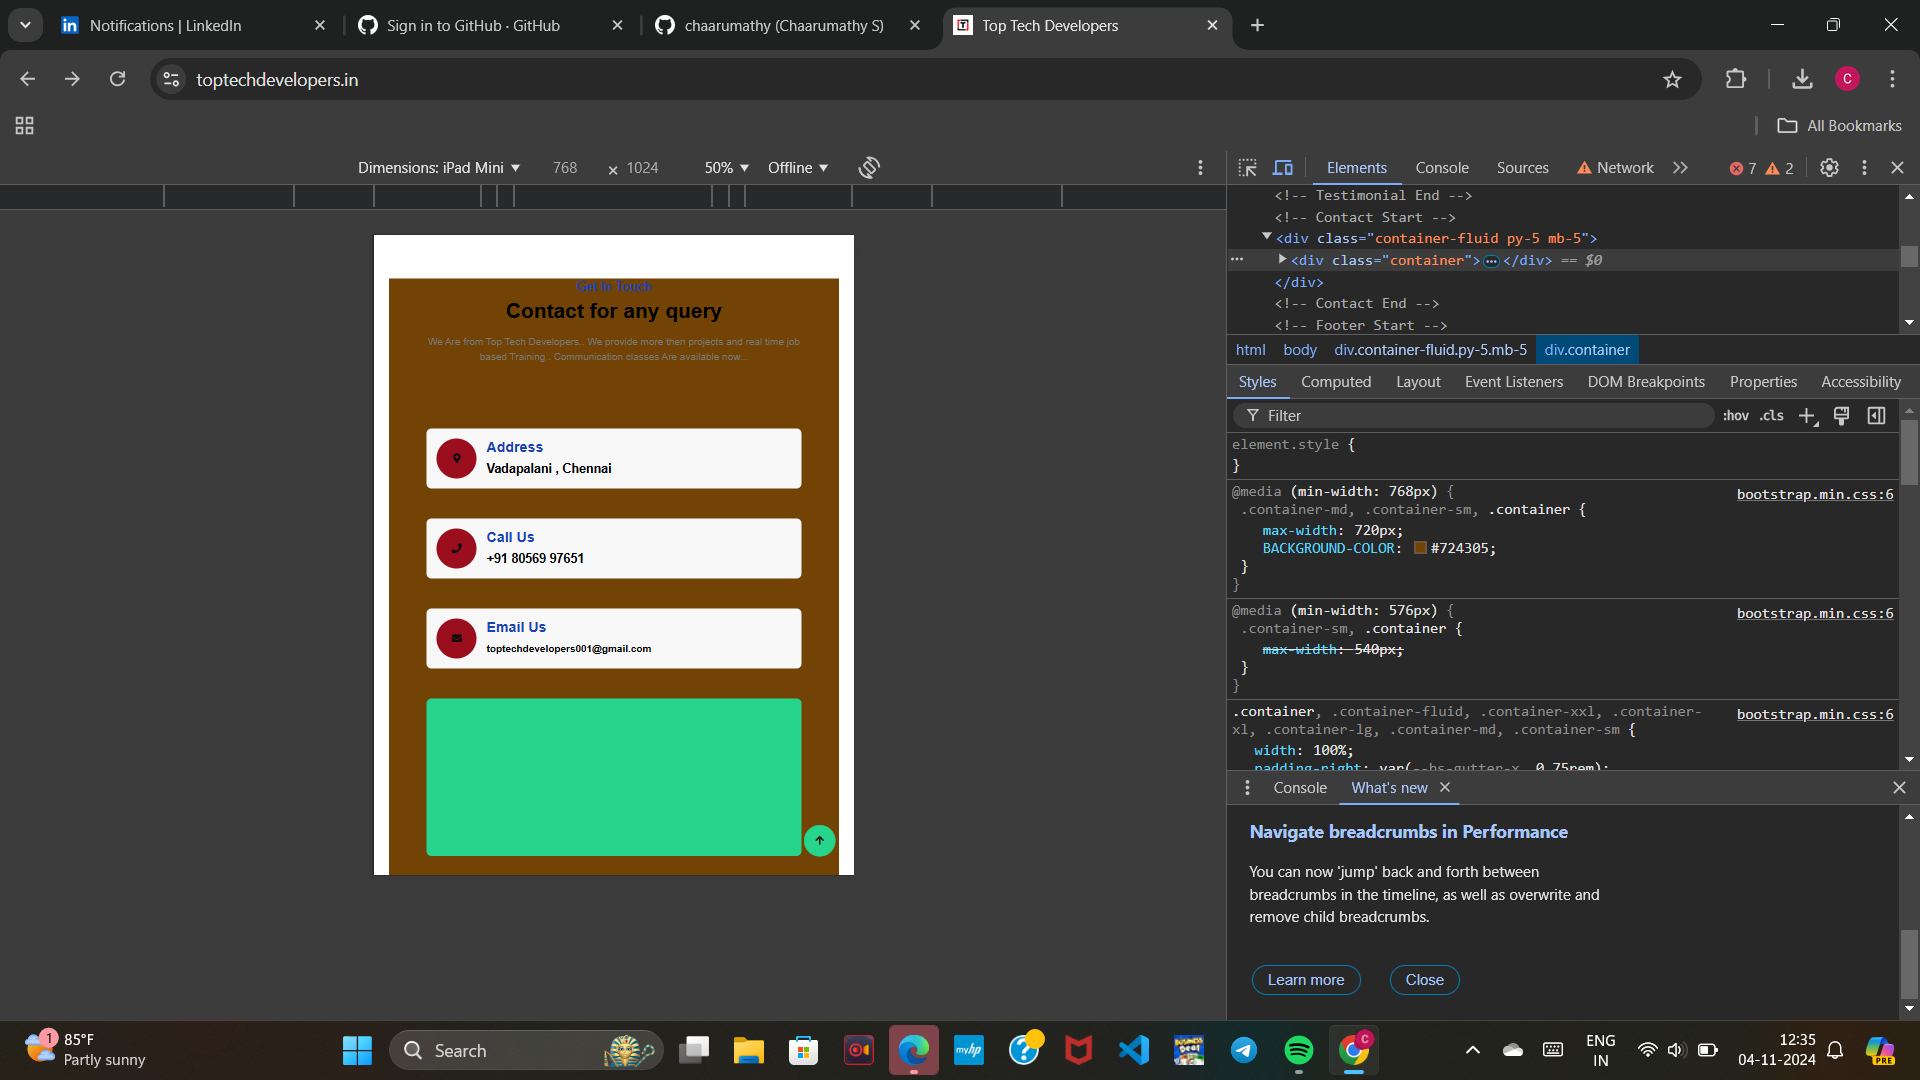 Notifications | LinkedIn
Sign in to GitHub · GitHub
chaarumathy (Chaarumathy S)
Top Tech Developers
toptechdevelopers.in
C
All Bookmarks
Dimensions: iPad Mini
768 × 1024
50%
Offline
Elements
Console
Sources
Network
7
2
Get In Touch
Contact for any query
We Are from Top Tech Developers.. We provide more then projects and real time job
based Training . Communication classes Are available now...
Address
Vadapalani , Chennai
Call Us
+91 80569 97651
Email Us
toptechdevelopers001@gmail.com
<!-- Testimonial End -->
<!-- Contact Start -->
<div class="container-fluid py-5 mb-5">
<div class="container"> … </div> == $0
</div>
<!-- Contact End -->
<!-- Footer Start -->
html body div.container-fluid.py-5.mb-5 div.container
Styles Computed Layout Event Listeners DOM Breakpoints Properties Accessibility
Filter
:hov .cls
element.style {
}
@media (min-width: 768px) {
bootstrap.min.css:6
.container-md, .container-sm, .container {
max-width: 720px;
BACKGROUND-COLOR: #724305;
}
}
@media (min-width: 576px) {
bootstrap.min.css:6
.container-sm, .container {
max-width: 540px;
}
}
.container, .container-fluid, .container-xxl, .container-
bootstrap.min.css:6
xl, .container-lg, .container-md, .container-sm {
width: 100%;
padding-right: var(--bs-gutter-x, 0.75rem);
Console
What's new
Navigate breadcrumbs in Performance
You can now 'jump' back and forth between
breadcrumbs in the timeline, as well as overwrite and
remove child breadcrumbs.
Learn more
Close
1
85°F
Partly sunny
Search
myhp
C
ENG
IN
12:35
04-11-2024
PRE